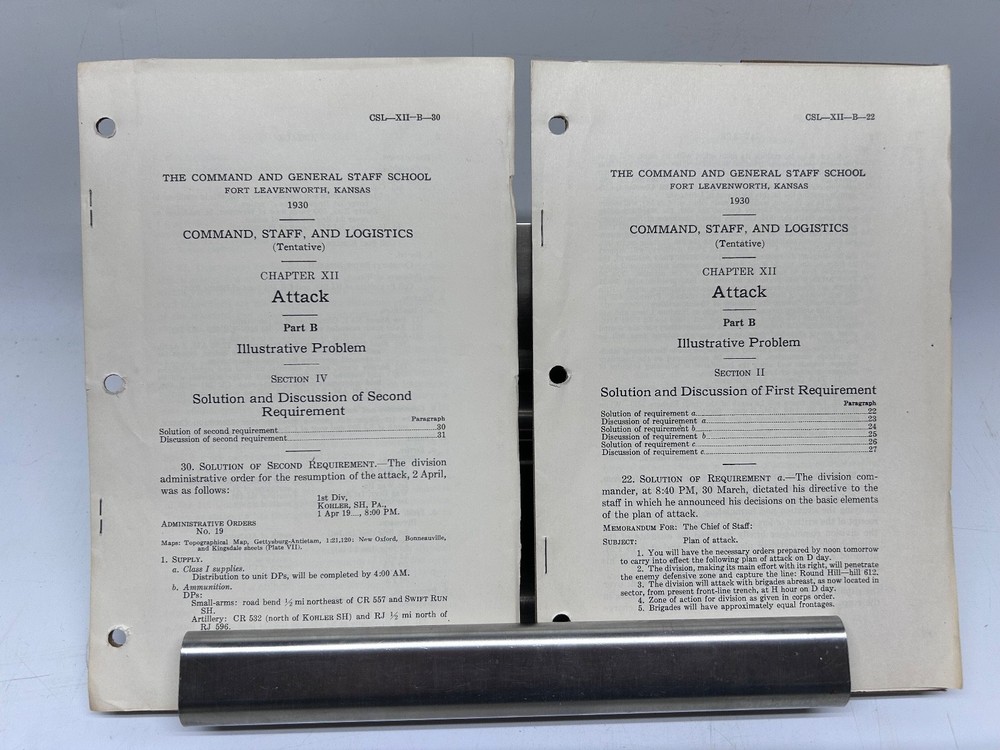 CSL—XII—B—30
THE COMMAND AND GENERAL STAFF SCHOOL
FORT LEAVENWORTH, KANSAS
1930
COMMAND, STAFF, AND LOGISTICS
(Tentative)
CHAPTER XII
Attack
Part B
Illustrative Problem
SECTION IV
Solution and Discussion of Second
Requirement
Paragraph
Solution of second requirement 30
Discussion of second requirement 31
30. SOLUTION OF SECOND REQUIREMENT.—The division
administrative order for the resumption of the attack, 2 April,
was as follows:
1st Div,
KOHLER, SH, PA.,
1 Apr 19__, 8:00 PM.
ADMINISTRATIVE ORDERS
No. 19
Maps: Topographical Map, Gettysburg-Antietam, 1:21,120: New Oxford, Bonneauville,
and Kingsdale sheets (Plate VII).
1. SUPPLY.
a. Class I supplies.
Distribution to unit DPs, will be completed by 4:00 AM.
b. Ammunition.
DPs:
Small-arms: road bend ½ mi northeast of CR 557 and SWIFT RUN
SH.
Artillery: CR 532 (north of KOHLER SH) and RJ ½ mi north of
RJ 596.
CSL—XII—B—22
THE COMMAND AND GENERAL STAFF SCHOOL
FORT LEAVENWORTH, KANSAS
1930
COMMAND, STAFF, AND LOGISTICS
(Tentative)
CHAPTER XII
Attack
Part B
Illustrative Problem
SECTION II
Solution and Discussion of First Requirement
Paragraph
Solution of requirement a 22
Discussion of requirement a 23
Solution of requirement b 24
Discussion of requirement b 25
Solution of requirement c 26
Discussion of requirement c 27
22. SOLUTION OF REQUIREMENT a.—The division com-
mander, at 8:40 PM, 30 March, dictated his directive to the
staff in which he announced his decisions on the basic elements
of the plan of attack.
MEMORANDUM FOR: The Chief of Staff:
SUBJECT: Plan of attack.
1. You will have the necessary orders prepared by noon tomorrow
to carry into effect the following plan of attack on D day.
2. The division, making its main effort with its right, will penetrate
the enemy defensive zone and capture the line: Round Hill—hill 612.
3. The division will attack with brigades abreast, as now located in
sector, from present front-line trench, at H hour on D day.
4. Zone of action for division as given in corps order.
5. Brigades will have approximately equal frontages.